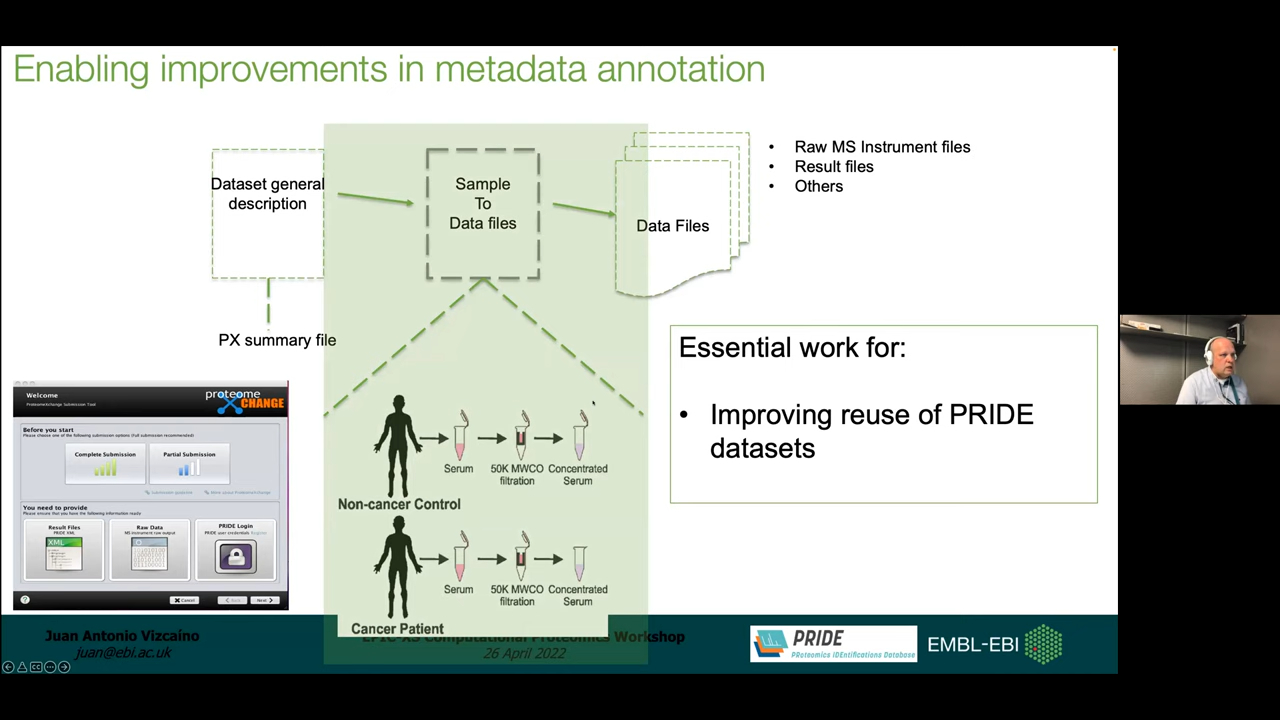 Enabling improvements in metadata annotation
Dataset general
description
Sample
To
Data files
Data Files
• Raw MS Instrument files
• Result files
• Others
PX summary file
Essential work for:
• Improving reuse of PRIDE
datasets
Welcome
ProteomeXchange Submission Tool
proteome
XCHANGE
Before you start
Please choose one of the following submission options (full submission recommended)
Complete Submission
Partial Submission
You need to provide
Please ensure that you have the following information ready
Result Files
PRIDE XML
XML
Raw Data
MS instrument raw output
PRIDE Login
PRIDE user credentials Register
Cancel
Back
Next
Serum
50K MWCO
filtration
Concentrated
Serum
Non-cancer Control
Serum
50K MWCO
filtration
Concentrated
Serum
Cancer Patient
Juan Antonio Vizcaíno
juan@ebi.ac.uk
EPIC-XS Computational Proteomics Workshop
26 April 2022
PRIDE
PRoteomics IDEntifications Database
EMBL-EBI